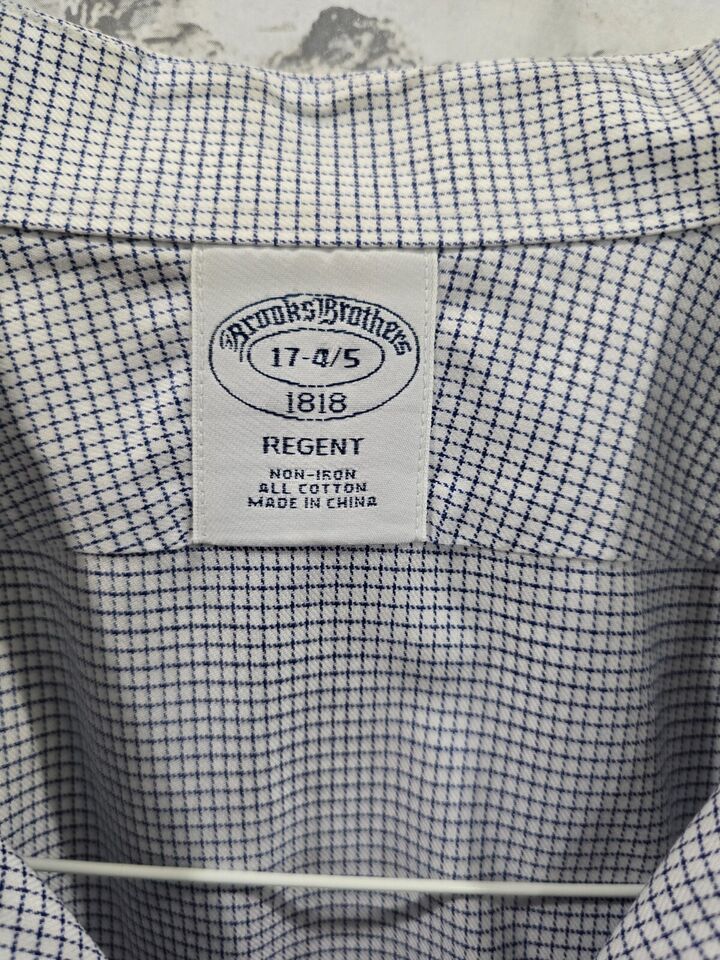 Brooks Brothers
17-4/5
1818
REGENT
NON-IRON
ALL COTTON
MADE IN CHINA